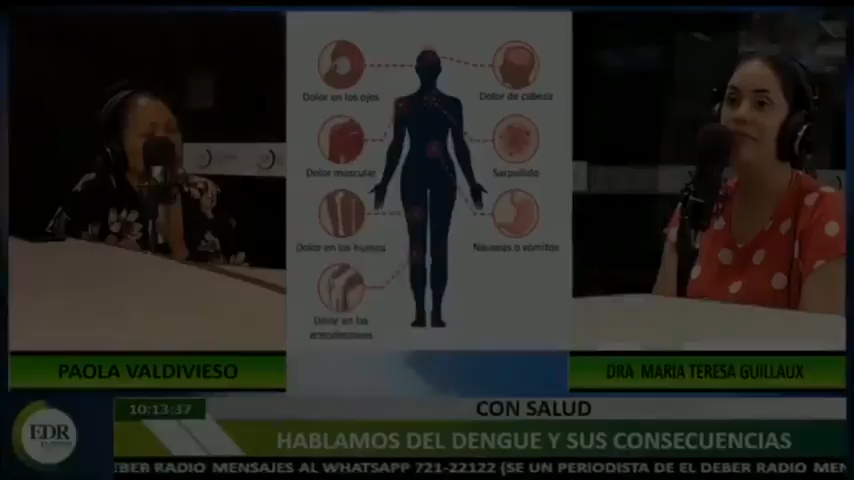 Dolor en los ojos
Dolor de cabeza
Dolor muscular
Sarpullido
Dolor en los huesos
Náuseas o vómitos
Dolor en las
articulaciones
PAOLA VALDIVIESO
DRA MARIA TERESA GUILLAUX
10:13:37
CON SALUD
EDR
HABLAMOS DEL DENGUE Y SUS CONSECUENCIAS
EBER RADIO MENSAJES AL WHATSAPP 721-22122 (SE UN PERIODISTA DE EL DEBER RADIO MEN